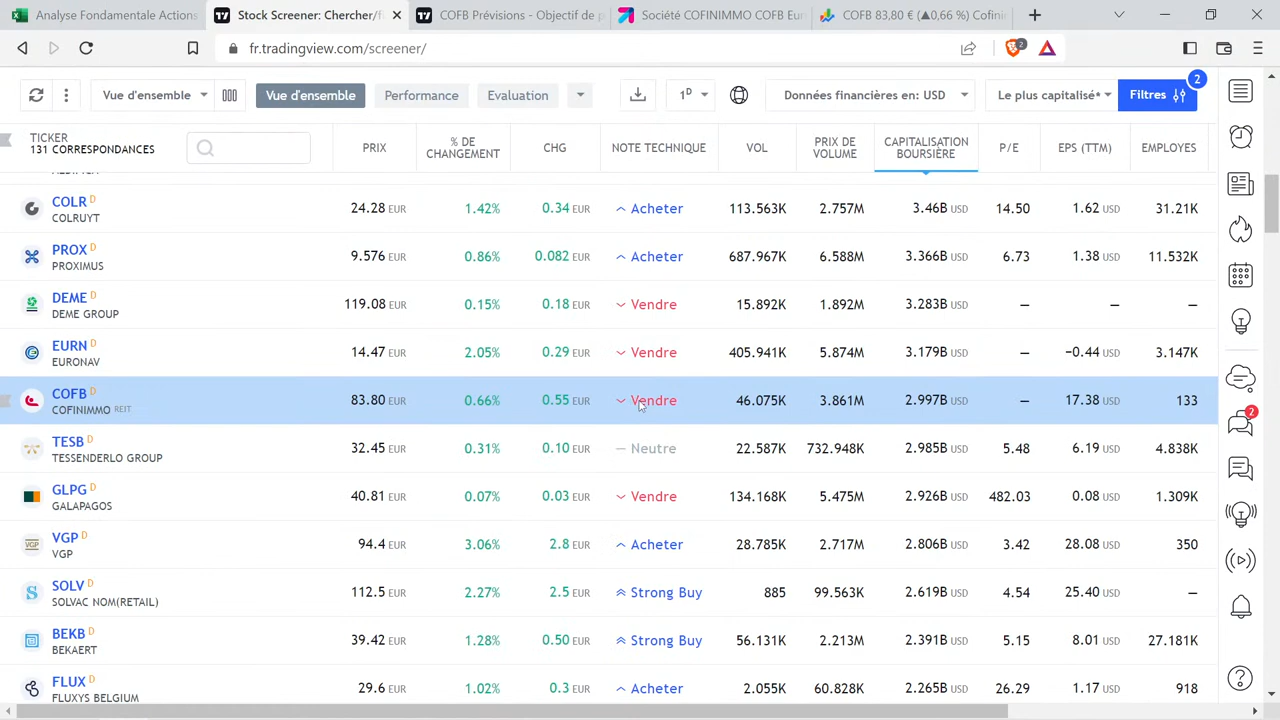 Analyse Fondamentale Actions
Stock Screener: Chercher/f
COFB Prévisions - Objectif de p
Société COFINIMMO COFB Eur
COFB 83,80 € (▲0,66 %) Cofini
fr.tradingview.com/screener/
2
Vue d'ensemble
Vue d'ensemble
Performance
Evaluation
1D
Données financières en: USD
Le plus capitalisé
Filtres
2
TICKER
131 CORRESPONDANCES
PRIX
% DE CHANGEMENT
CHG
NOTE TECHNIQUE
VOL
PRIX DE VOLUME
CAPITALISATION BOURSIÈRE
P/E
EPS (TTM)
EMPLOYES
COLR D 24.28 EUR 1.42% 0.34 EUR Acheter 113.563K 2.757M 3.46B USD 14.50 1.62 USD 31.21K
COLRUYT
PROX D 9.576 EUR 0.86% 0.082 EUR Acheter 687.967K 6.588M 3.366B USD 6.73 1.38 USD 11.532K
PROXIMUS
DEME D 119.08 EUR 0.15% 0.18 EUR Vendre 15.892K 1.892M 3.283B USD — — —
DEME GROUP
EURN D 14.47 EUR 2.05% 0.29 EUR Vendre 405.941K 5.874M 3.179B USD — −0.44 USD 3.147K
EURONAV
COFB D 83.80 EUR 0.66% 0.55 EUR Vendre 46.075K 3.861M 2.997B USD — 17.38 USD 133
COFINIMMO REIT
TESB D 32.45 EUR 0.31% 0.10 EUR — Neutre 22.587K 732.948K 2.985B USD 5.48 6.19 USD 4.838K
TESSENDERLO GROUP
GLPG D 40.81 EUR 0.07% 0.03 EUR Vendre 134.168K 5.475M 2.926B USD 482.03 0.08 USD 1.309K
GALAPAGOS
VGP D 94.4 EUR 3.06% 2.8 EUR Acheter 28.785K 2.717M 2.806B USD 3.42 28.08 USD 350
VGP
SOLV D 112.5 EUR 2.27% 2.5 EUR Strong Buy 885 99.563K 2.619B USD 4.54 25.40 USD —
SOLVAC NOM(RETAIL)
BEKB D 39.42 EUR 1.28% 0.50 EUR Strong Buy 56.131K 2.213M 2.391B USD 5.15 8.01 USD 27.181K
BEKAERT
FLUX D 29.6 EUR 1.02% 0.3 EUR Acheter 2.055K 60.828K 2.265B USD 26.29 1.17 USD 918
FLUXYS BELGIUM
2